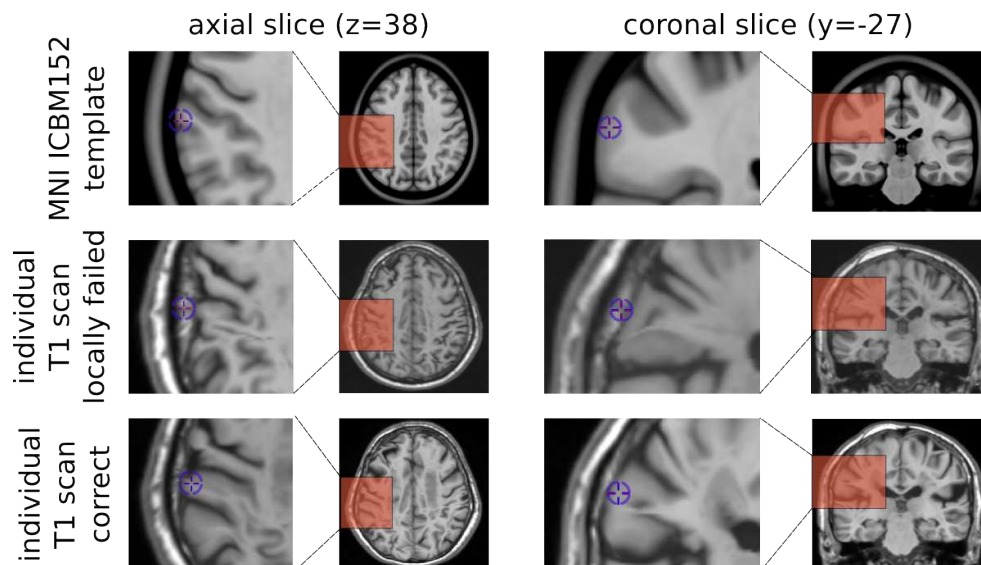 axial slice (z=38)
coronal slice (y=-27)
MNI ICBM152
template
individual
T1 scan
locally failed
individual
T1 scan
correct